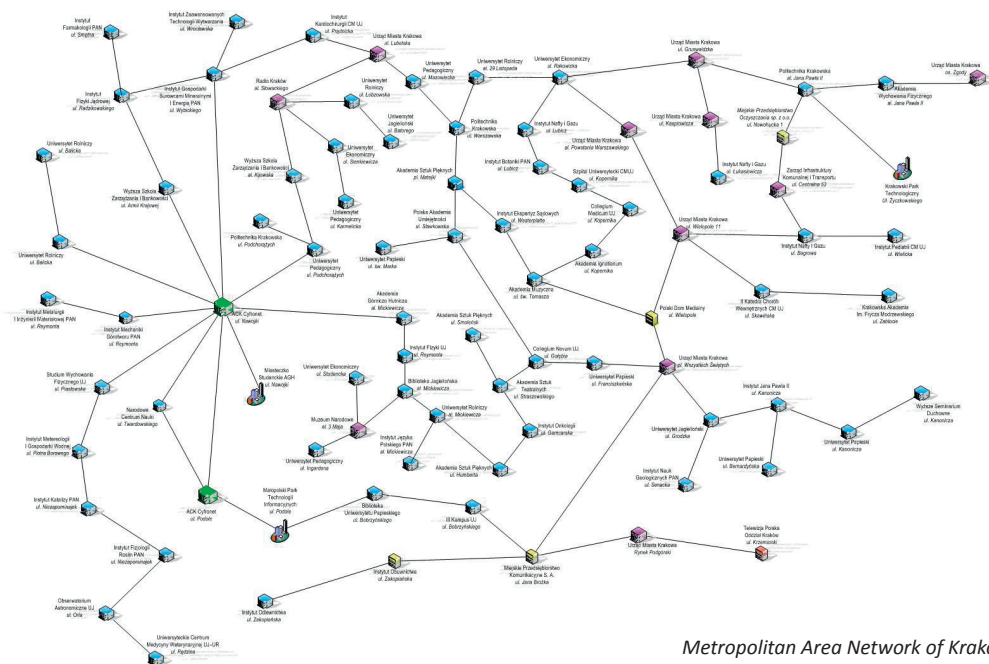 Instytut
Farmakologii PAN
ul. Smętna
Instytut Zaawansowanych
Technologii Wytwarzania
ul. Wrocławska
Instytut
Kardiochirurgii CM UJ
ul. Prądnicka
Urząd Miasta Krakowa
al. Lubelska
Uniwersytet
Pedagogiczny
ul. Mazowiecka
Uniwersytet Rolniczy
al. 29 Listopada
Uniwersytet Ekonomiczny
ul. Rakowicka
Urząd Miasta Krakowa
ul. Grunwaldzka
Politechnika Krakowska
al. Jana Pawła II
Akademia
Wychowania Fizycznego
al. Jana Pawła II
Urząd Miasta Krakowa
os. Zgody
Instytut
Fizyki Jądrowej
ul. Radzikowskiego
Instytut Gospodarki
Surowcami Mineralnymi
i Energią PAN
ul. Wybickiego
Radio Kraków
al. Słowackiego
Uniwersytet
Rolniczy
ul. Łobzowska
Uniwersytet
Jagielloński
ul. Batorego
Uniwersytet
Ekonomiczny
ul. Sienkiewicza
Uniwersytet
Pedagogiczny
ul. Karmelicka
Politechnika
Krakowska
ul. Warszawska
Instytut Nafty i Gazu
ul. Lubicz
Instytut Botaniki PAN
ul. Lubicz
Urząd Miasta Krakowa
al. Powstania Warszawskiego
Urząd Miasta Krakowa
ul. Kasprowicza
Miejskie Przedsiębiorstwo
Oczyszczania sp. z o.o.
ul. Nowohucka 1
Instytut Nafty i Gazu
ul. Łukasiewicza
Zarząd Infrastruktury
Komunalnej i Transportu
ul. Centralna 53
Krakowski Park
Technologiczny
Ul. Życzkowskiego
Uniwersytet Rolniczy
ul. Balicka
Wyższa Szkoła
Zarządzania i Bankowości
ul. Armii Krajowej
Wyższa Szkoła
Zarządzania i Bankowości
al. Kijowska
Akademia Sztuk Pięknych
pl. Matejki
Szpital Uniwersytecki CMUJ
ul. Kopernika
Collegium
Medicum UJ
ul. Kopernika
Instytut Ekspertyz Sądowych
ul. Westerplatte
Polska Akademia
Umiejętności
ul. Sławkowska
Uniwersytet Papieski
ul. św. Marka
Politechnika Krakowska
ul. Podchorążych
Uniwersytet
Pedagogiczny
ul. Podchorążych
Akademia Ignatianum
ul. Kopernika
Akademia Muzyczna
ul. św. Tomasza
Urząd Miasta
Krakowa
ul. Wielopole 11
Instytut Nafty i Gazu
ul. Bagrowa
Instytut Pediatrii CM UJ
ul. Wielicka
Uniwersytet Rolniczy
ul. Balicka
Instytut Metalurgii
I Inżynierii Materiałowej PAN
ul. Reymonta
Instytut Mechaniki
Górotworu PAN
ul. Reymonta
ACK Cyfronet
ul. Nawojki
Akademia
Górniczo Hutnicza
al. Mickiewicza
Akademia Sztuk Pięknych
ul. Smoleńsk
Polski Dom Medialny
ul. Wielopole
II Katedra Chorób
Wewnętrznych CM UJ
ul. Skawińska
Krakowska Akademia
Im. Frycza Modrzewskiego
ul. Zabłocie
Studium Wychowania
Fizycznego UJ
ul. Piastowska
Miasteczko
Studenckie AGH
ul. Nawojki
Instytut Fizyki UJ
ul. Reymonta
Uniwersytet Ekonomiczny
ul. Studencka
Biblioteka Jagiellońska
al. Mickiewicza
Collegium Novum UJ
ul. Gołębia
Akademia Sztuk
Teatralnych
ul. Straszewskiego
Uniwersytet Papieski
ul. Franciszkańska
Urząd Miasta
Krakowa
pl. Wszystkich Świętych
Narodowe
Centrum Nauki
ul. Twardowskiego
Muzeum Narodowe
al. 3 Maja
Uniwersytet Rolniczy
al. Mickiewicza
Instytut Onkologii
ul. Garncarska
Instytut Jana Pawła II
ul. Kanonicza
Wyższe Seminarium
Duchowne
ul. Kanonicza
Uniwersytet Jagielloński
ul. Grodzka
Uniwersytet Papieski
ul. Kanonicza
Instytut Metereologii
I Gospodarki Wodnej
ul. Piotra Borowego
Uniwersytet Pedagogiczny
ul. Ingardena
Instytut Języka
Polskiego PAN
al. Mickiewicza
Akademia Sztuk Pięknych
ul. Humberta
Instytut Nauk
Geologicznych PAN
ul. Senacka
Uniwersytet Papieski
ul. Bernardyńska
Instytut Katalizy PAN
ul. Niezapominajek
ACK Cyfronet
ul. Podole
Małopolski Park
Technologii
Informacyjnych
ul. Podole
Biblioteka
Uniwersytetu Papieskiego
ul. Bobrzyńskiego
III Kampus UJ
ul. Bobrzyńskiego
Instytut Fizjologii
Roślin PAN
ul. Niezapominajek
Instytut Obuwnictwa
ul. Zakopiańska
Miejskie Przedsiębiorstwo
Komunikacyjne S. A.
ul. Jana Brożka
Urząd Miasta Krakowa
Rynek Podgórski
Telewizja Polska
Oddział Kraków
ul. Krzemionki
Obserwatorium
Astronomiczne UJ
ul. Orla
Instytut Odlewnictwa
ul. Zakopiańska
Uniwersyteckie Centrum
Medycyny Weterynaryjnej UJ-UR
ul. Rędzina
Metropolitan Area Network of Krak